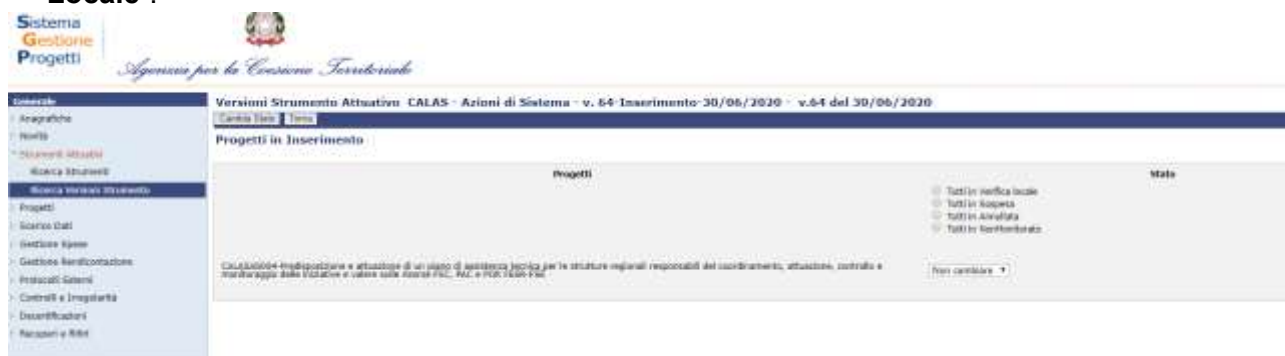 Locale".
Sistema
Gestione
Progetti
Agenzia per la Coesione Territoriale
Generale
Anagrafiche
Novità
Strumenti Attuativi
Ricerca Strumenti
Ricerca Versioni Strumento
Progetti
Scarico Dati
Gestione Spese
Gestione Rendicontazione
Protocolli Esterni
Controlli e Irregolarità
Decertificazioni
Recuperi e Ritiri
Versioni Strumento Attuativo CALAS - Azioni di Sistema - v. 64-Inserimento-30/06/2020 - v.64 del 30/06/2020
Cambia Stato Torna
Progetti in Inserimento
Progetti Stato
Tutti in Verifica locale
Tutti in Sospesa
Tutti in Annullata
Tutti in NonMonitorato
Predisposizione e attuazione di un piano di assistenza tecnica per le strutture regionali responsabili del coordinamento, attuazione, controllo e
monitoraggio delle iniziative a valere sulle risorse FSC, PAC e POR FESR-FSE
Non cambiare